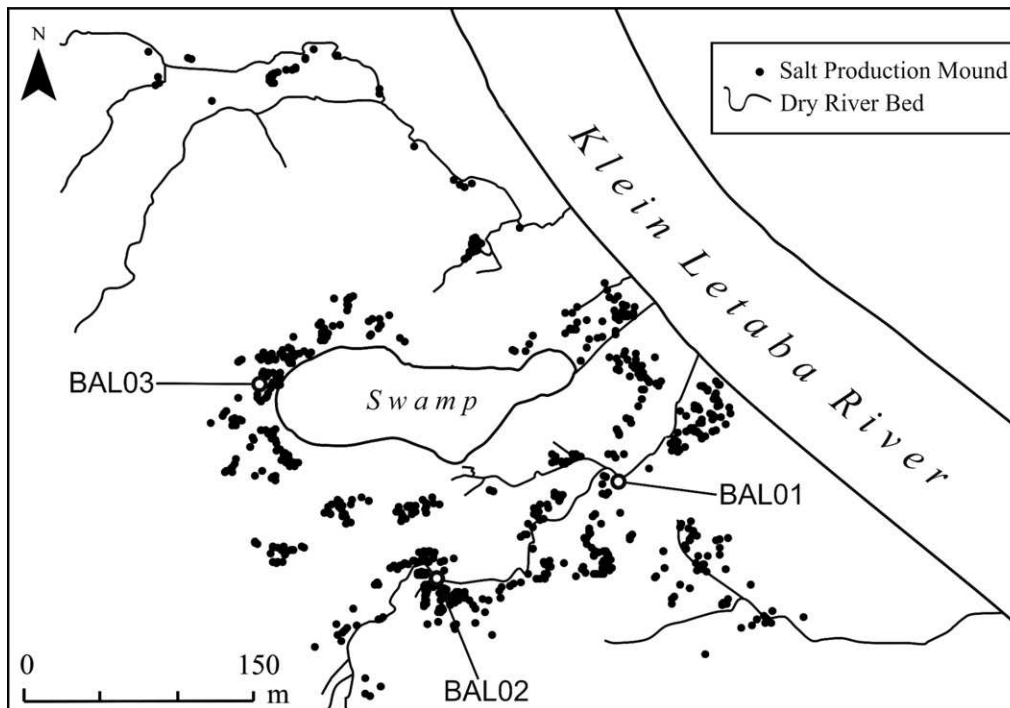 N
Salt Production Mound
Dry River Bed
Klein Letaba River
BAL03
Swamp
BAL01
0 150
m
BAL02